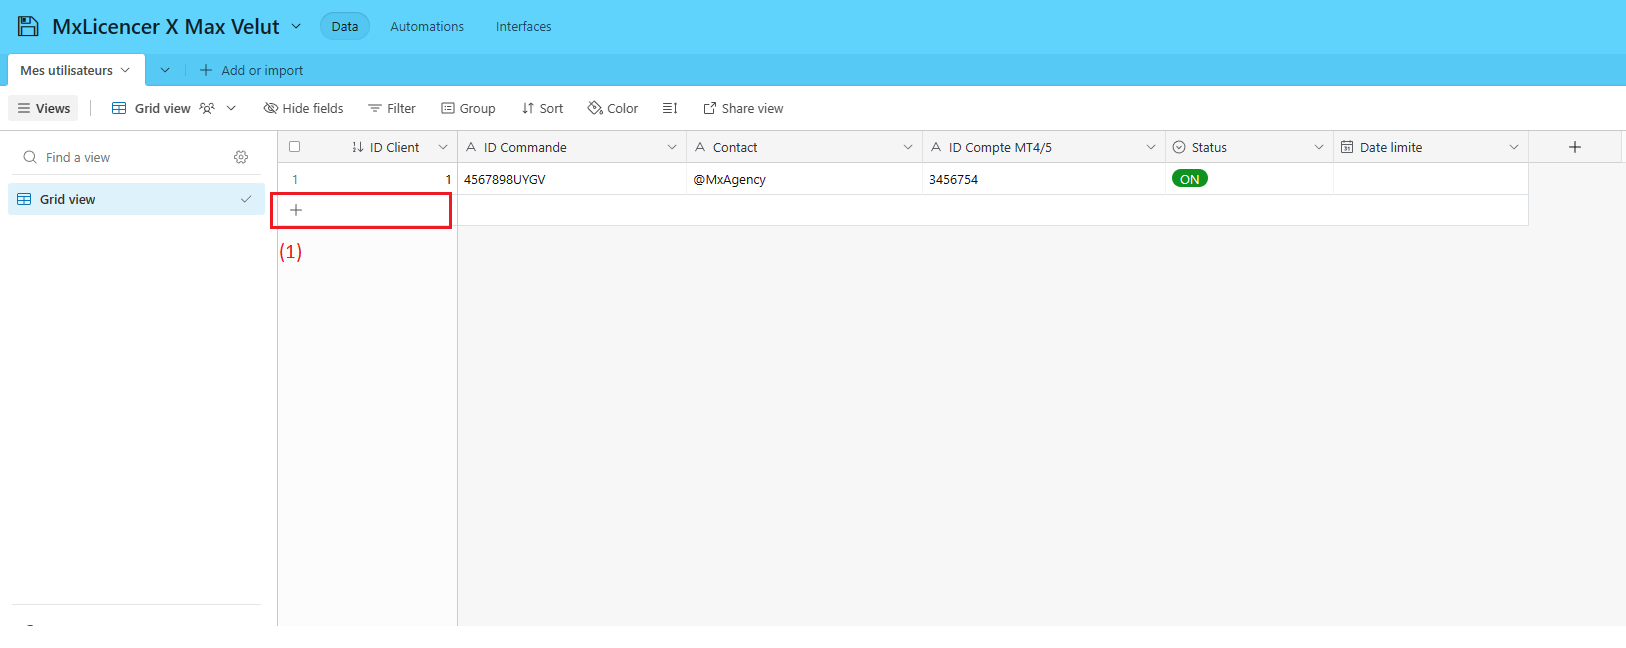 MxLicencer X Max Velut Data Automations Interfaces
Mes utilisateurs Add or import
Views Grid view Hide fields Filter Group Sort Color Share view
Find a view
Grid view
ID Client ID Commande Contact ID Compte MT4/5 Status Date limite
1 1 4567898UYGV @MxAgency 3456754 ON
(1)